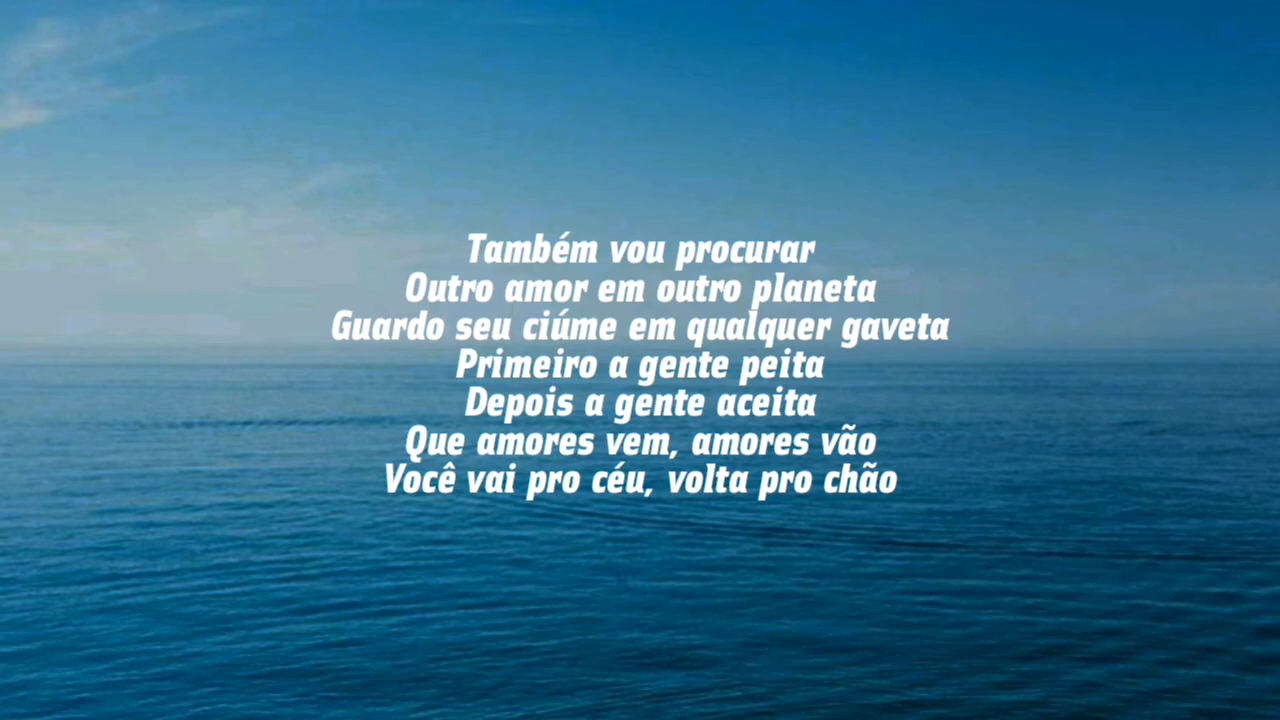 Também vou procurar
Outro amor em outro planeta
Guardo seu ciúme em qualquer gaveta
Primeiro a gente peita
Depois a gente aceita
Que amores vem, amores vão
Você vai pro céu, volta pro chão